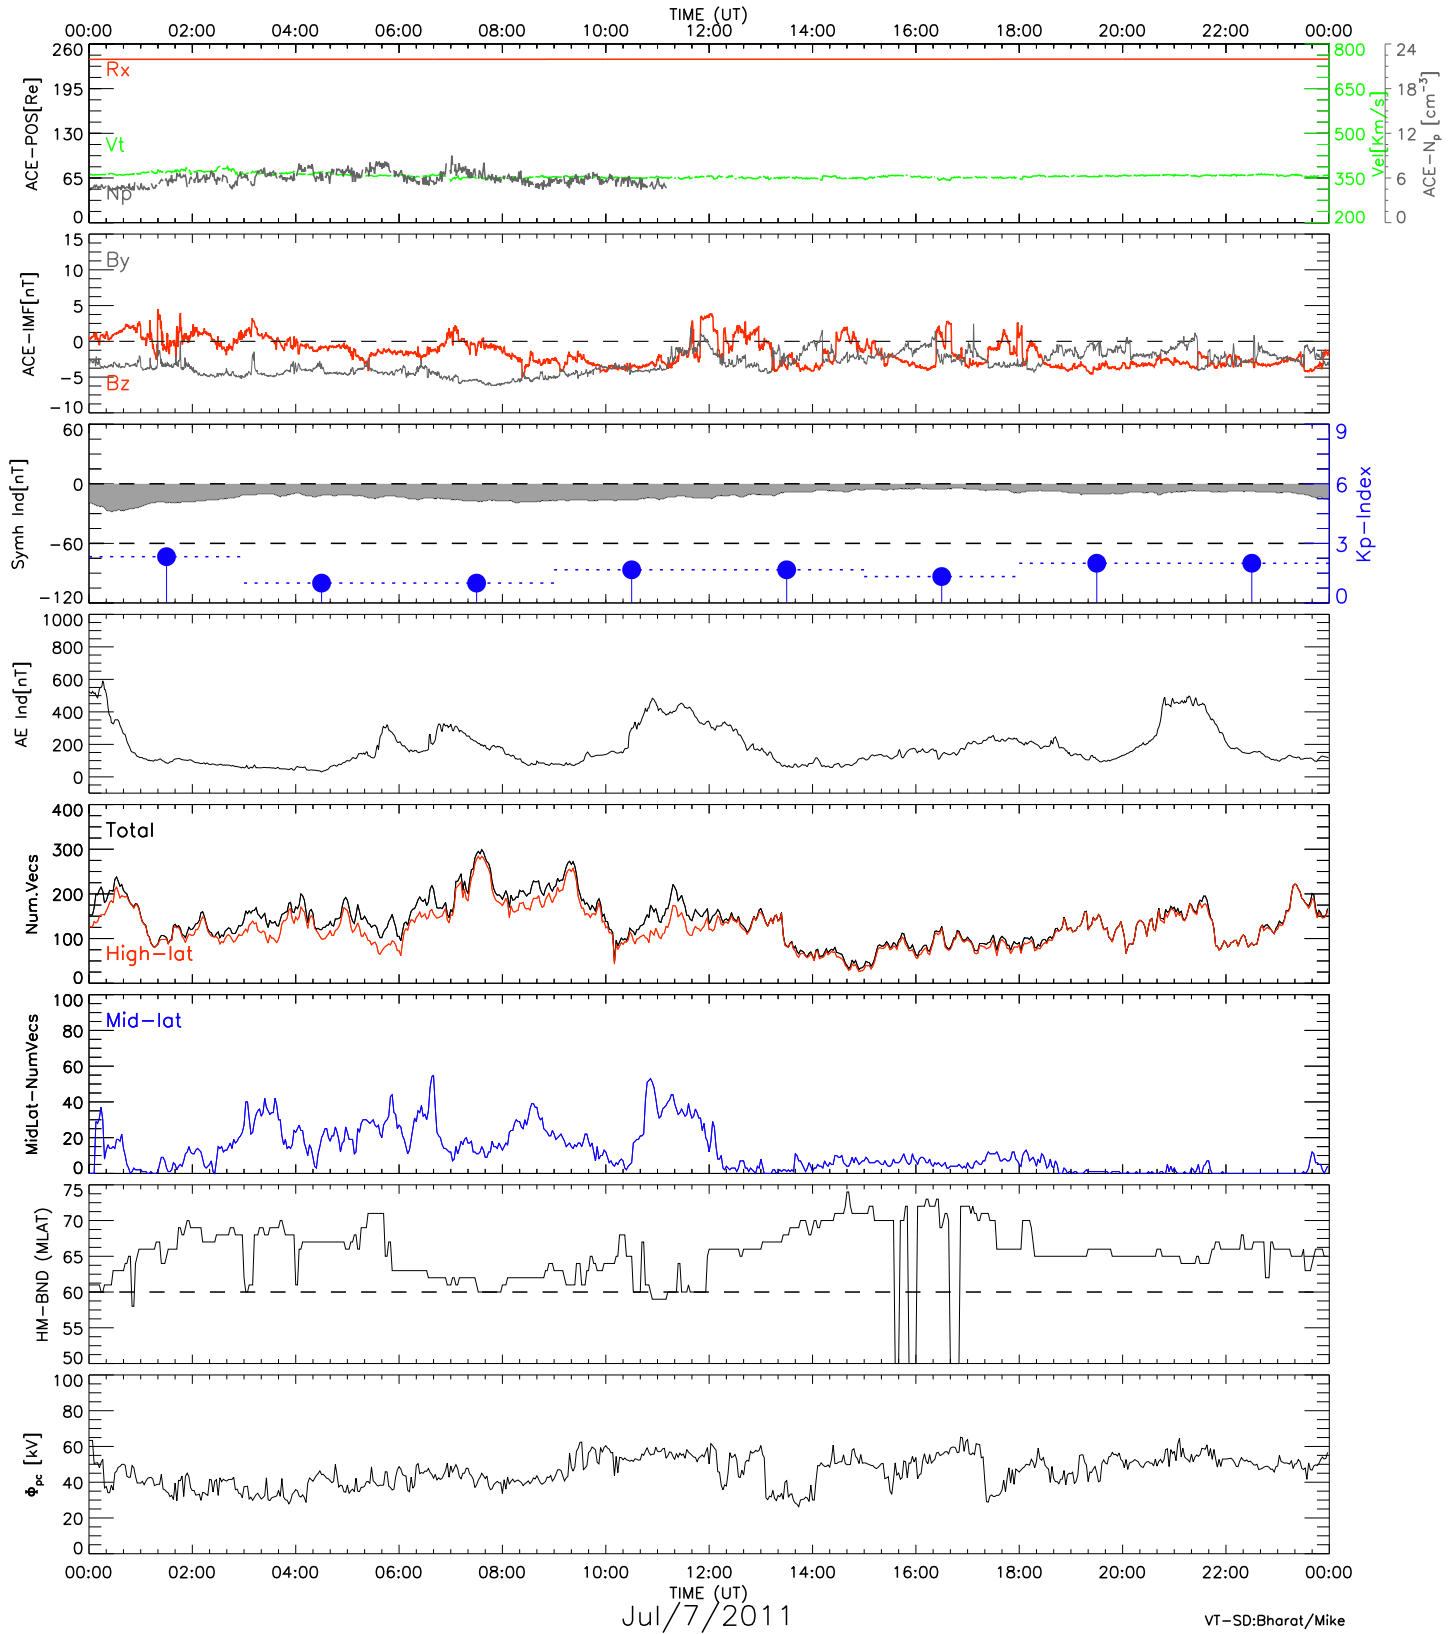 TIME (UT)
00:00 02:00 04:00 06:00 08:00 10:00 12:00 14:00 16:00 18:00 20:00 22:00 00:00
ACE-POS[Re]
260
195
130
65
0
Rx
Vt
Np
800
650
500
350
200
Vel[Km/s]
24
18
12
6
0
ACE-Np [cm⁻³]
ACE-IMF[nT]
15
10
5
0
-5
-10
By
Bz
Symh Ind[nT]
60
0
-60
-120
9
6
3
0
Kp-Index
AE Ind[nT]
1000
800
600
400
200
0
Num.Vecs
400
300
200
100
0
Total
High-lat
MidLat-NumVecs
100
80
60
40
20
0
Mid-lat
HM-BND (MLAT)
75
70
65
60
55
50
Φpc [kV]
100
80
60
40
20
0
00:00 02:00 04:00 06:00 08:00 10:00 12:00 14:00 16:00 18:00 20:00 22:00 00:00
TIME (UT)
Jul/7/2011
VT-SD:Bharat/Mike